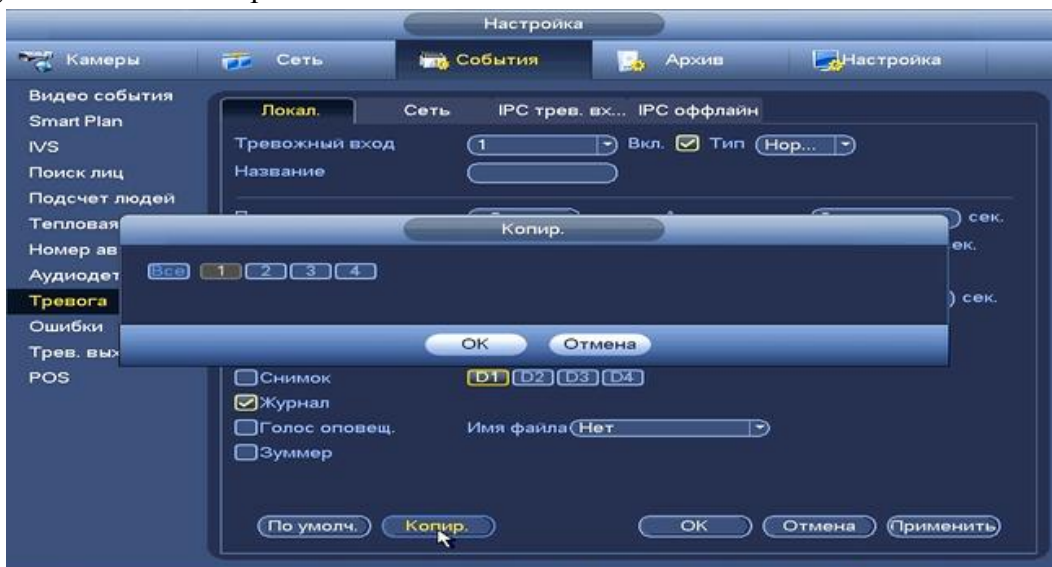 Настройка
Камеры Сеть События Архив Настройка
Видео события
Smart Plan
IVS
Поиск лиц
Подсчет людей
Тепловая
Номер ав
Аудиодет
Тревога
Ошибки
Трев. вых
POS
Локал. Сеть IPC трев. вх... IPC оффлайн
Тревожный вход 1 Вкл. Тип Нор...
Название
сек.
ек.
сек.
Копир.
Все 1 2 3 4
OK Отмена
Снимок D1 D2 D3 D4
Журнал
Голос оповещ. Имя файла Нет
Зуммер
По умолч. Копир. OK Отмена Применить